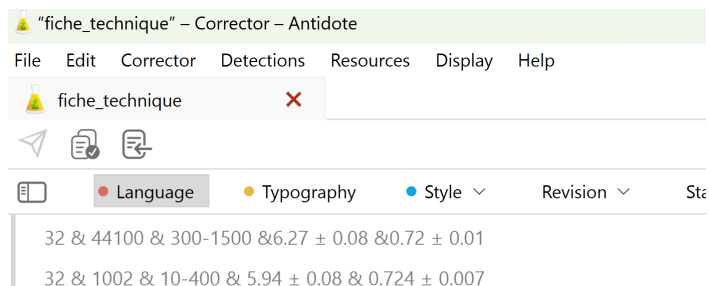 “fiche_technique” – Corrector – Antidote
File Edit Corrector Detections Resources Display Help
fiche_technique
Language Typography Style Revision Sta
32 & 44100 & 300-1500 &6.27 ± 0.08 &0.72 ± 0.01
32 & 1002 & 10-400 & 5.94 ± 0.08 & 0.724 ± 0.007